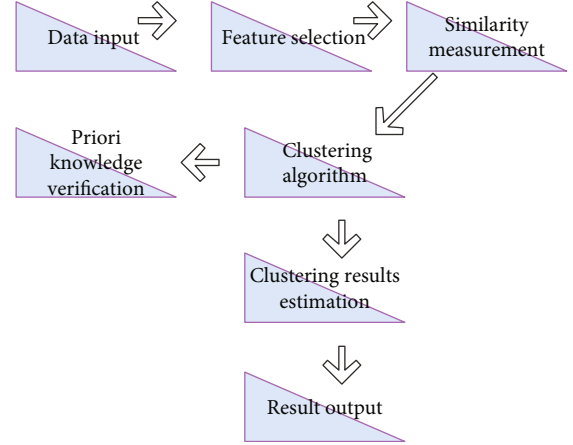 Data input
Feature selection
Similarity
measurement
Priori
knowledge
verification
Clustering
algorithm
Clustering results
estimation
Result output